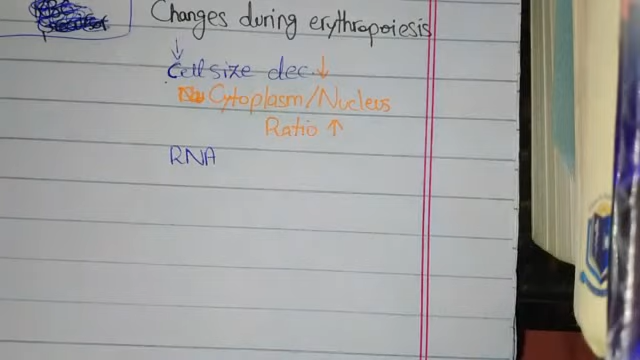 Changes during erythropoiesis
↓
Cell size dec. ↓
Cytoplasm/Nucleus
Ratio ↑
RNA